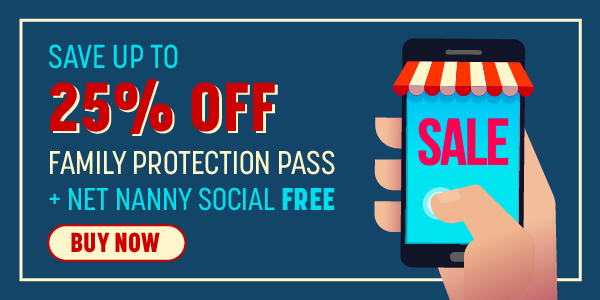 SAVE UP TO
25% OFF
FAMILY PROTECTION PASS
+ NET NANNY SOCIAL FREE
BUY NOW
SALE